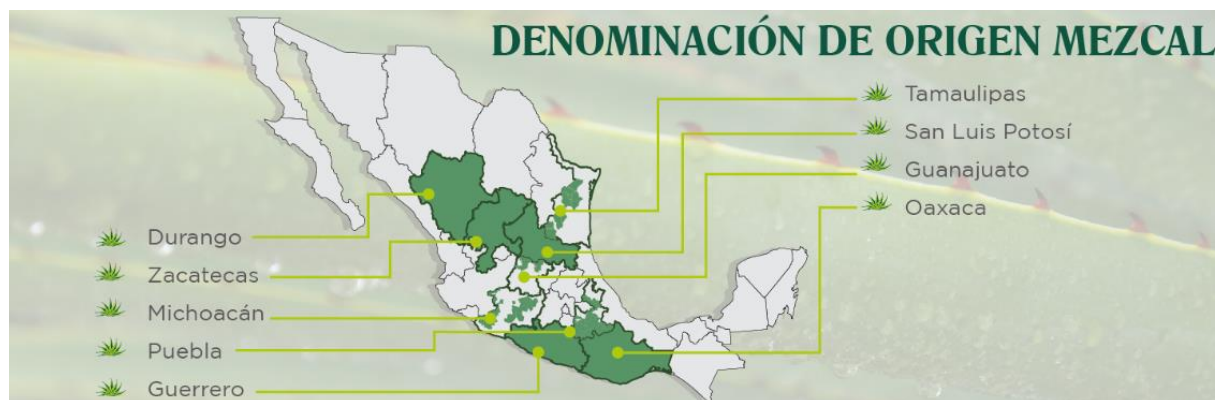 DENOMINACIÓN DE ORIGEN MEZCAL
Tamaulipas
San Luis Potosí
Guanajuato
Oaxaca
Durango
Zacatecas
Michoacán
Puebla
Guerrero